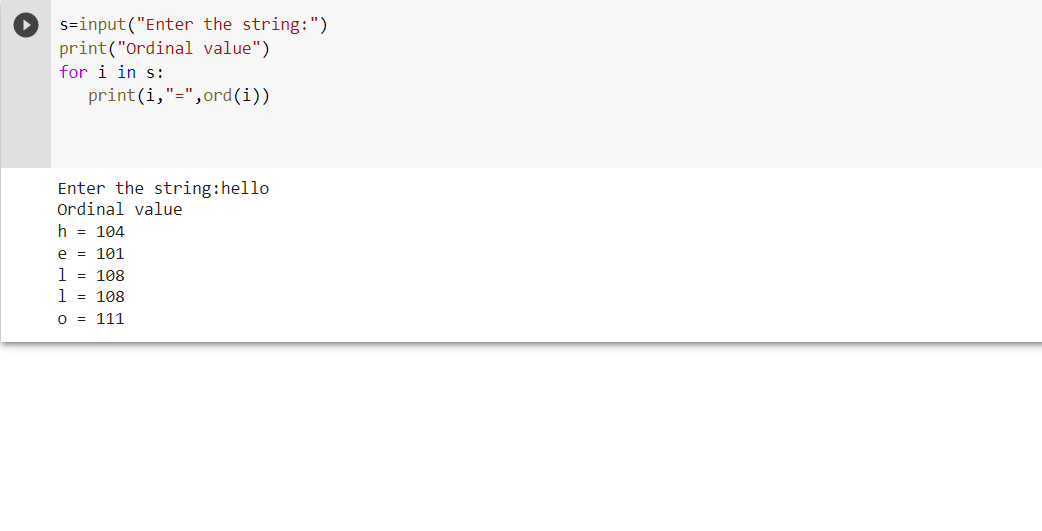 s=input("Enter the string:")
print("Ordinal value")
for i in s:
   print(i,"=",ord(i))
Enter the string:hello
Ordinal value
h = 104
e = 101
l = 108
l = 108
o = 111